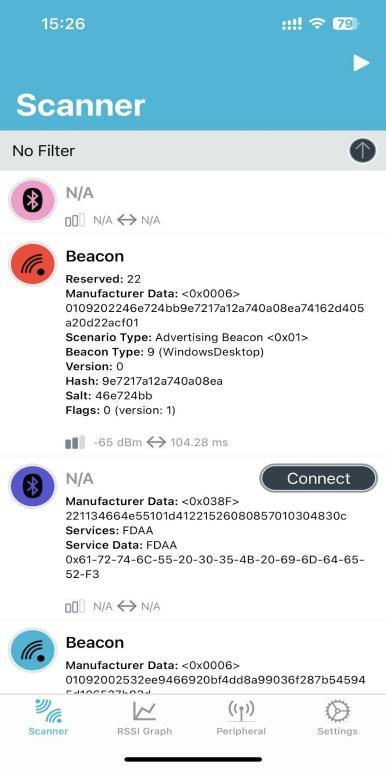 15:26
79
Scanner
No Filter
N/A
N/A N/A
Beacon
Reserved: 22
Manufacturer Data: <0x0006>
0109202246e724bb9e7217a12a740a08ea74162d405
a20d22acf01
Scenario Type: Advertising Beacon <0x01>
Beacon Type: 9 (WindowsDesktop)
Version: 0
Hash: 9e7217a12a740a08ea
Salt: 46e724bb
Flags: 0 (version: 1)
-65 dBm 104.28 ms
N/A
Connect
Manufacturer Data: <0x038F>
221134664e55101d41221526080857010304830c
Services: FDAA
Service Data: FDAA
0x61-72-74-6C-55-20-30-35-4B-20-69-6D-64-65-
52-F3
N/A N/A
Beacon
Manufacturer Data: <0x0006>
01092002532ee9466920bf4dd8a99036f287b54594
Scanner
RSSI Graph
Peripheral
Settings